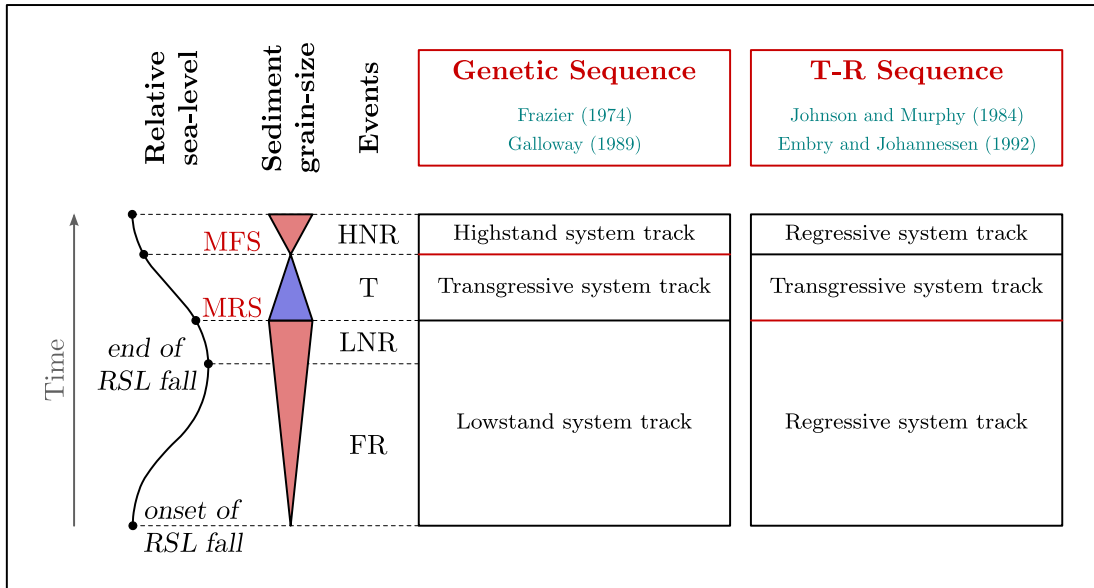 Relative
sea-level
Sediment
grain-size
Events
Genetic Sequence
Frazier (1974)
Galloway (1989)
T-R Sequence
Johnson and Murphy (1984)
Embry and Johannessen (1992)
MFS
HNR
Highstand system track
Regressive system track
T
Transgressive system track
Transgressive system track
MRS
LNR
end of
RSL fall
Time
Lowstand system track
Regressive system track
FR
onset of
RSL fall